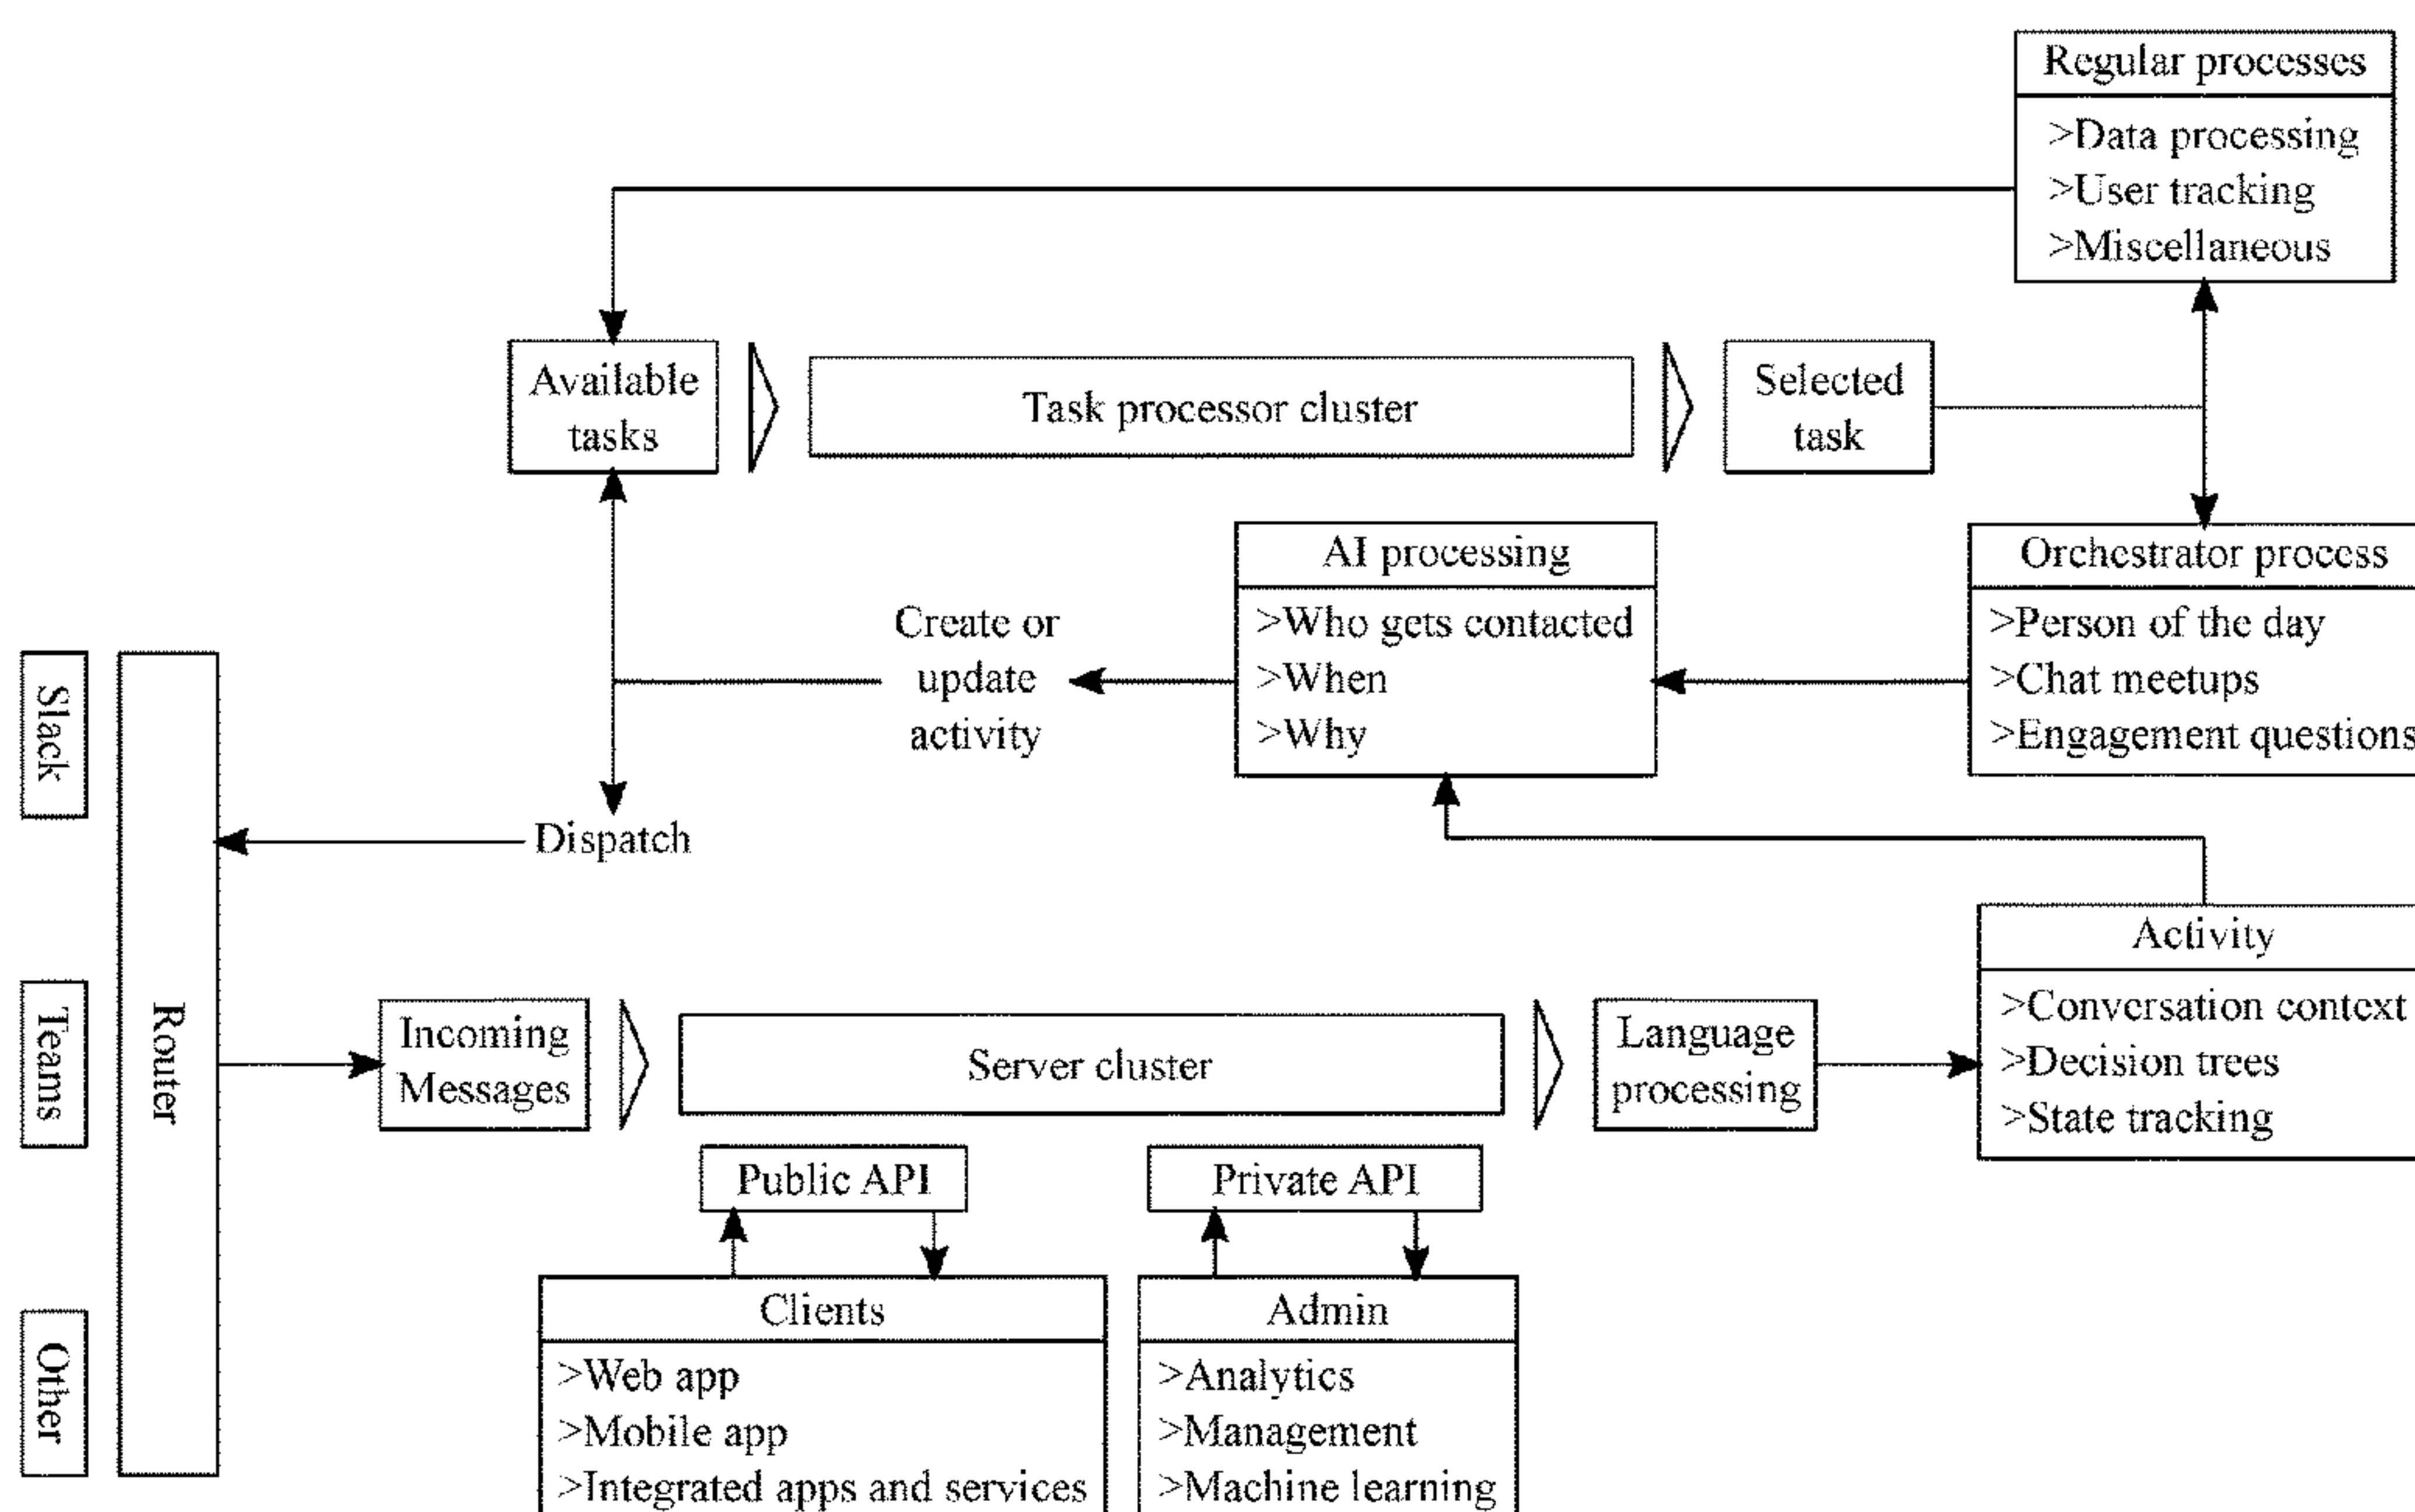 Regular processes
>Data processing
>User tracking
>Miscellaneous
Available
tasks
Task processor cluster
Selected
task
AI processing
>Who gets contacted
>When
>Why
Orchestrator process
>Person of the day
>Chat meetups
>Engagement questions
Create or
update
activity
Dispatch
Slack
Teams
Other
Router
Incoming
Messages
Server cluster
Language
processing
Activity
>Conversation context
>Decision trees
>State tracking
Public API
Private API
Clients
>Web app
>Mobile app
>Integrated apps and services
Admin
>Analytics
>Management
>Machine learning